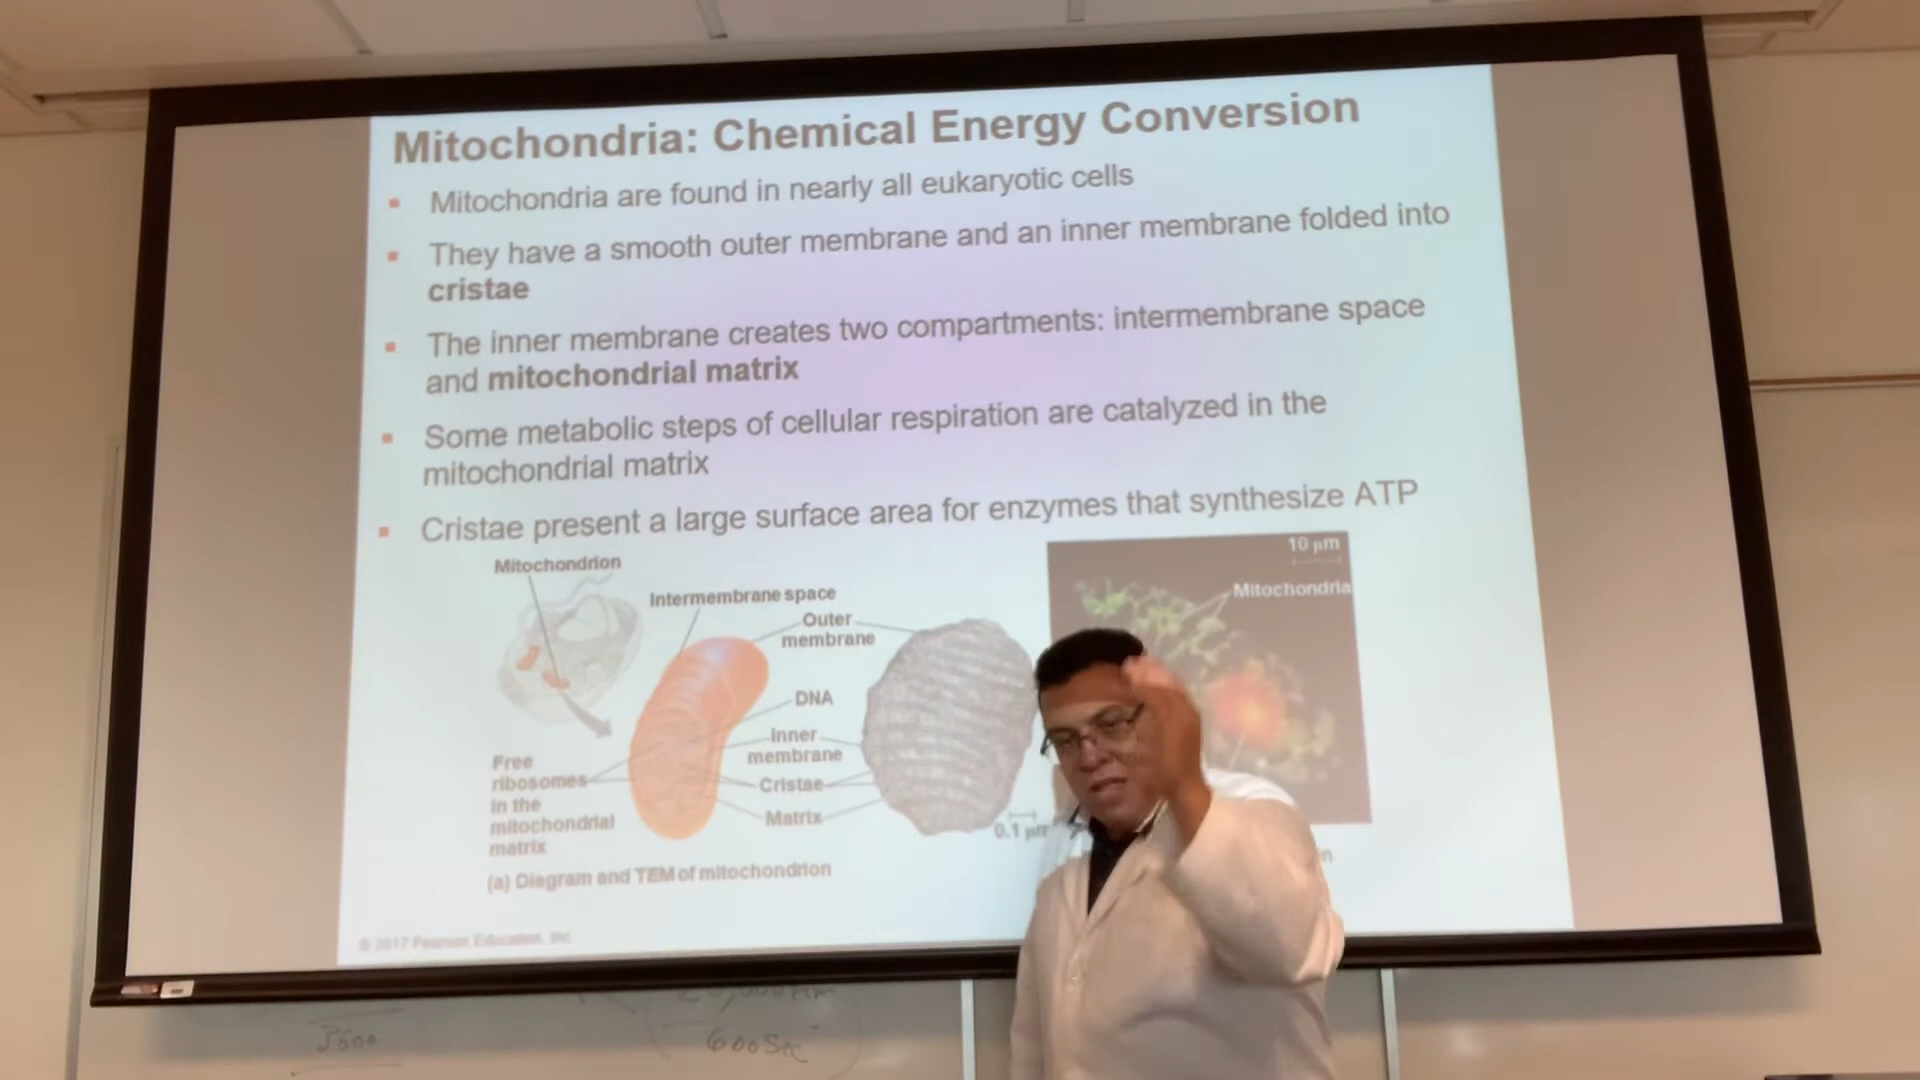 Mitochondria: Chemical Energy Conversion
Mitochondria are found in nearly all eukaryotic cells
They have a smooth outer membrane and an inner membrane folded into
cristae
The inner membrane creates two compartments: intermembrane space
and mitochondrial matrix
Some metabolic steps of cellular respiration are catalyzed in the
mitochondrial matrix
Cristae present a large surface area for enzymes that synthesize ATP
Mitochondrion
Intermembrane space
Outer
membrane
DNA
Inner
membrane
Cristae
Matrix
Free
ribosomes
in the
mitochondrial
matrix
0.1 µm
(a) Diagram and TEM of mitochondrion
10 µm
Mitochondria
© 2017 Pearson Education, Inc.
3600
600 Sec